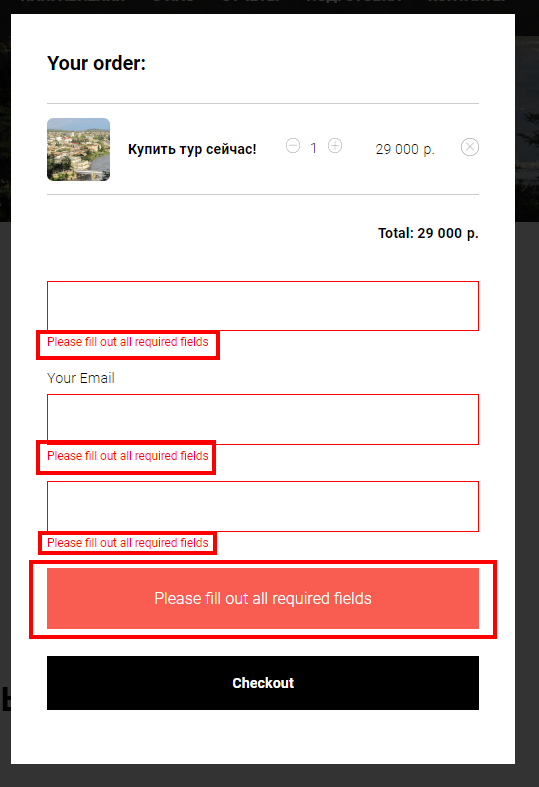 Your order:
Купить тур сейчас! 1 29 000 р.
Total: 29 000 р.
Please fill out all required fields
Your Email
Please fill out all required fields
Please fill out all required fields
Please fill out all required fields
Checkout